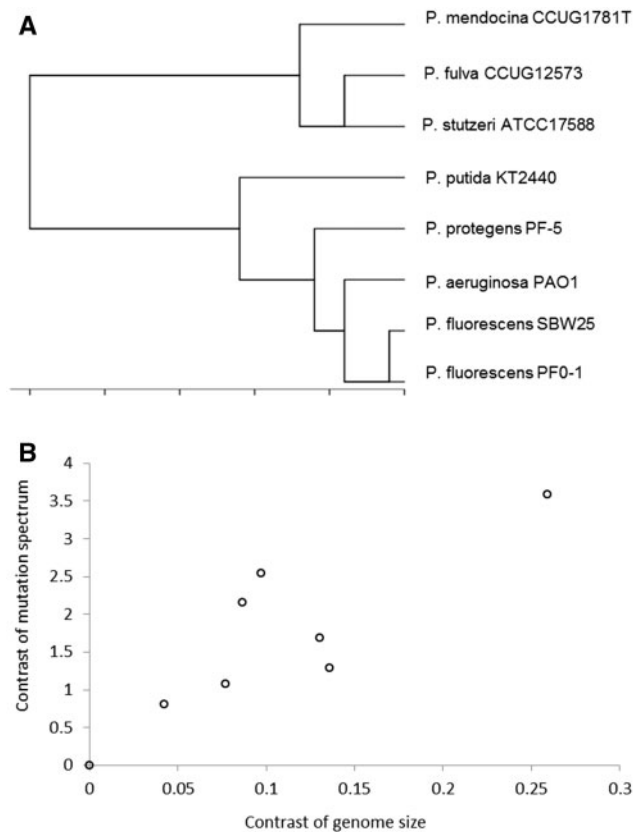 A
P. mendocina CCUG1781T
P. fulva CCUG12573
P. stutzeri ATCC17588
P. putida KT2440
P. protegens PF-5
P. aeruginosa PAO1
P. fluorescens SBW25
P. fluorescens PF0-1
B
Contrast of mutation spectrum
4
3.5
3
2.5
2
1.5
1
0.5
0
0 0.05 0.1 0.15 0.2 0.25 0.3
Contrast of genome size